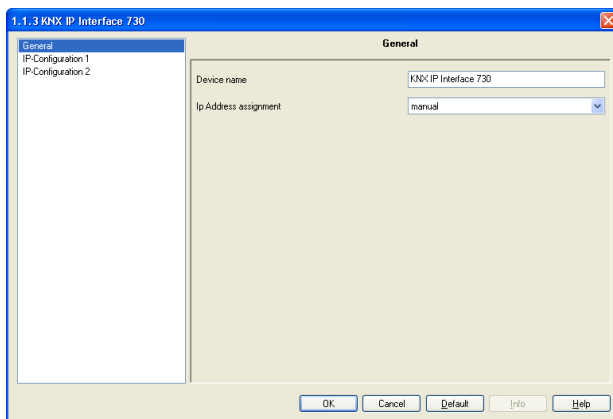 1.1.3 KNX IP Interface 730
General
IP-Configuration 1
IP-Configuration 2
General
Device name
KNX IP Interface 730
Ip Address assignment
manual
OK
Cancel
Default
Info
Help